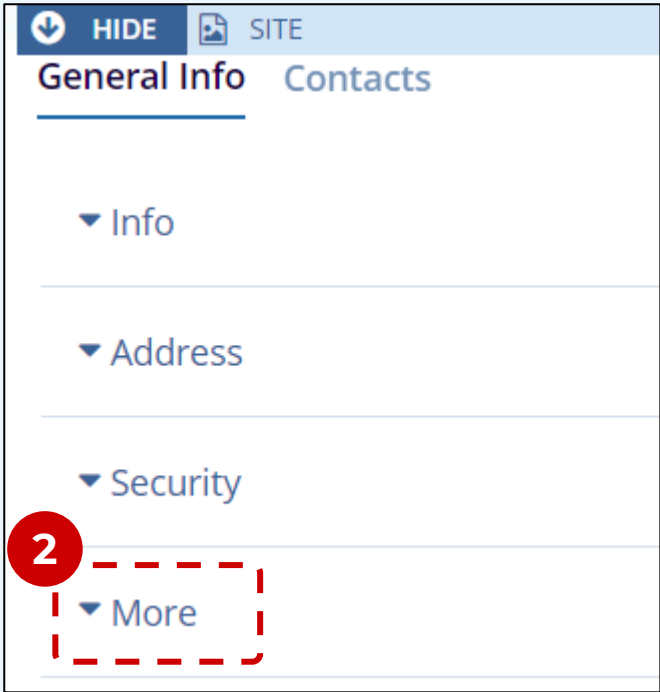 HIDE SITE
General Info Contacts
Info
Address
Security
2
More